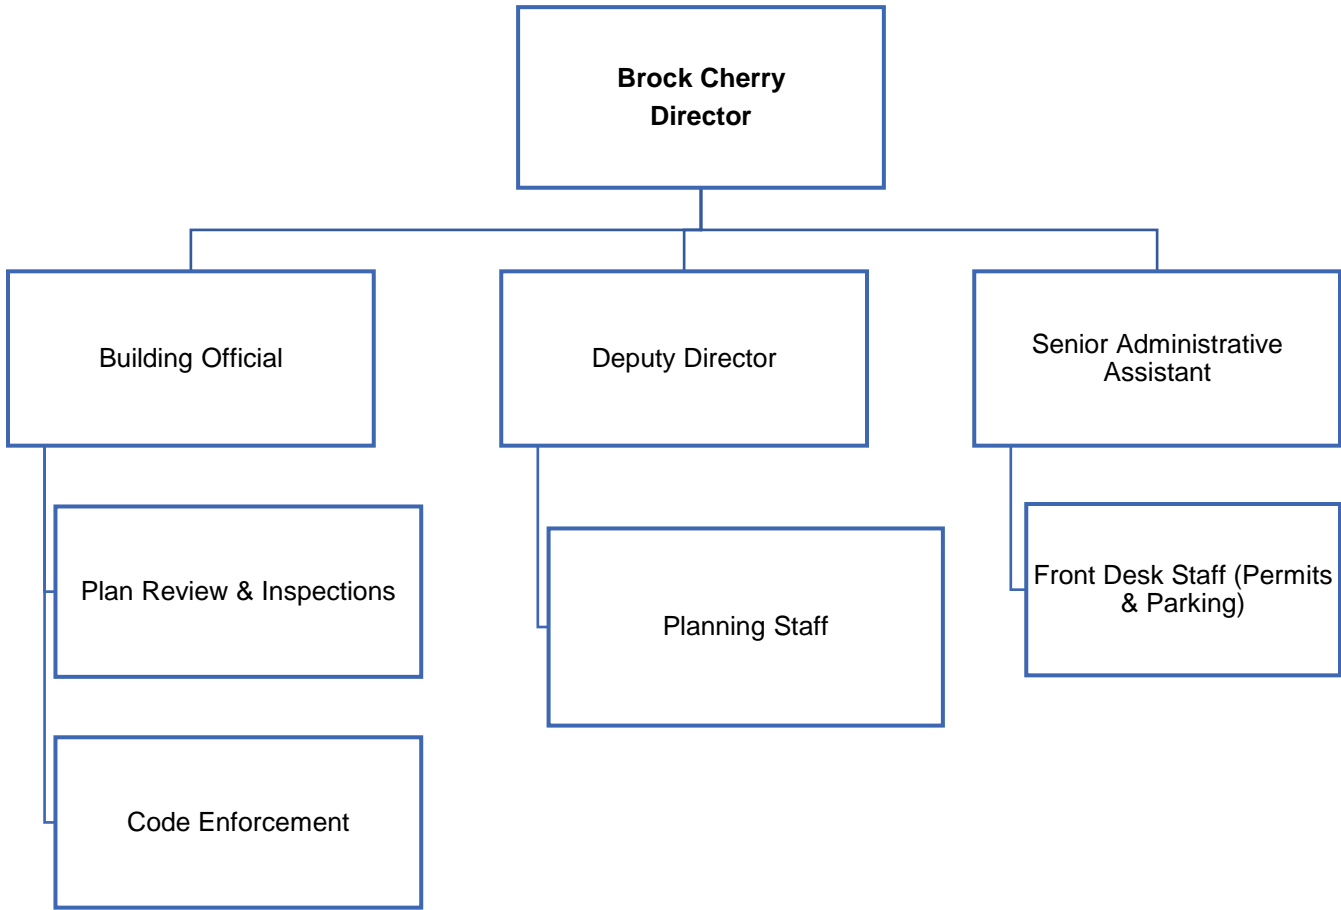 Brock Cherry
Director
Building Official
Deputy Director
Senior Administrative
Assistant
Plan Review & Inspections
Planning Staff
Front Desk Staff (Permits
& Parking)
Code Enforcement